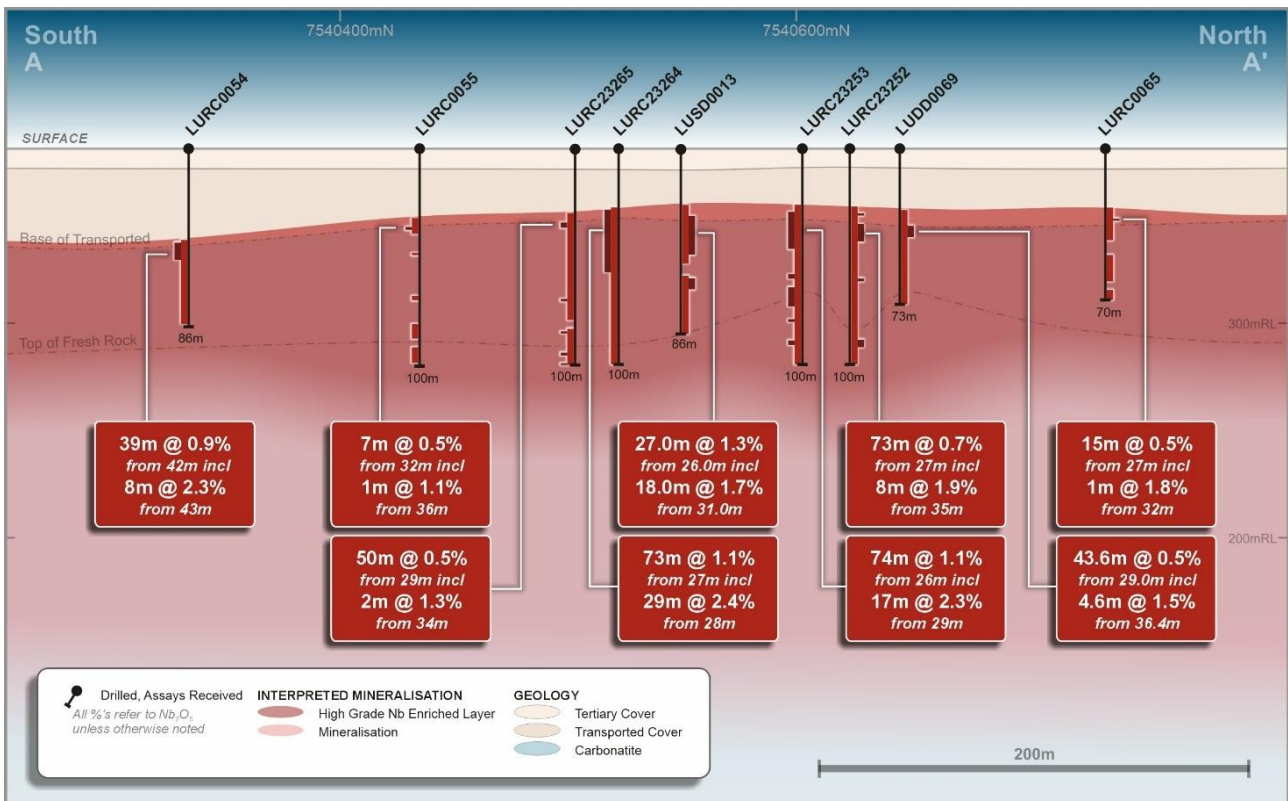 South
A
7540400mN
7540600mN
North
A'
LURC0054
LURC0055
LURC23265
LURC23264
LUSD0013
LURC23253
LURC23252
LUDD0069
LURC0065
SURFACE
Base of Transported
Top of Fresh Rock
300mRL
200mRL
86m
100m
100m
100m
86m
100m
100m
73m
70m
39m @ 0.9%
from 42m incl
8m @ 2.3%
from 43m
7m @ 0.5%
from 32m incl
1m @ 1.1%
from 36m
27.0m @ 1.3%
from 26.0m incl
18.0m @ 1.7%
from 31.0m
73m @ 0.7%
from 27m incl
8m @ 1.9%
from 35m
15m @ 0.5%
from 27m incl
1m @ 1.8%
from 32m
50m @ 0.5%
from 29m incl
2m @ 1.3%
from 34m
73m @ 1.1%
from 27m incl
29m @ 2.4%
from 28m
74m @ 1.1%
from 26m incl
17m @ 2.3%
from 29m
43.6m @ 0.5%
from 29.0m incl
4.6m @ 1.5%
from 36.4m
Drilled, Assays Received
All %'s refer to Nb₂O₅
unless otherwise noted
INTERPRETED MINERALISATION
High Grade Nb Enriched Layer
Mineralisation
GEOLOGY
Tertiary Cover
Transported Cover
Carbonatite
200m